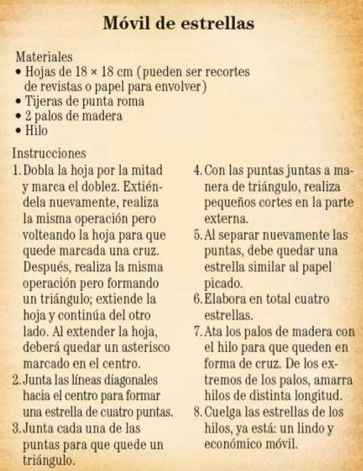 Móvil de estrellas
Materiales
• Hojas de 18 × 18 cm (pueden ser recortes
de revistas o papel para envolver)
• Tijeras de punta roma
• 2 palos de madera
• Hilo
Instrucciones
1. Dobla la hoja por la mitad
y marca el doblez. Extién-
dela nuevamente, realiza
la misma operación pero
volteando la hoja para que
quede marcada una cruz.
Después, realiza la misma
operación pero formando
un triángulo; extiende la
hoja y continúa del otro
lado. Al extender la hoja,
deberá quedar un asterisco
marcado en el centro.
2. Junta las líneas diagonales
hacia el centro para formar
una estrella de cuatro puntas.
3. Junta cada una de las
puntas para que quede un
triángulo.
4. Con las puntas juntas a ma-
nera de triángulo, realiza
pequeños cortes en la parte
externa.
5. Al separar nuevamente las
puntas, debe quedar una
estrella similar al papel
picado.
6. Elabora en total cuatro
estrellas.
7. Ata los palos de madera con
el hilo para que queden en
forma de cruz. De los ex-
tremos de los palos, amarra
hilos de distinta longitud.
8. Cuelga las estrellas de los
hilos, ya está: un lindo y
económico móvil.